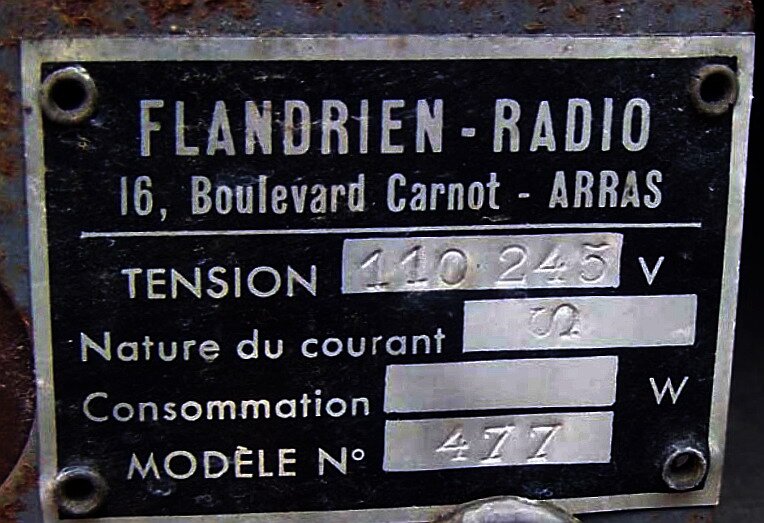 FLANDRIEN - RADIO
16, Boulevard Carnot - ARRAS
TENSION 110 245 V
Nature du courant S
Consommation W
MODÈLE N° 477